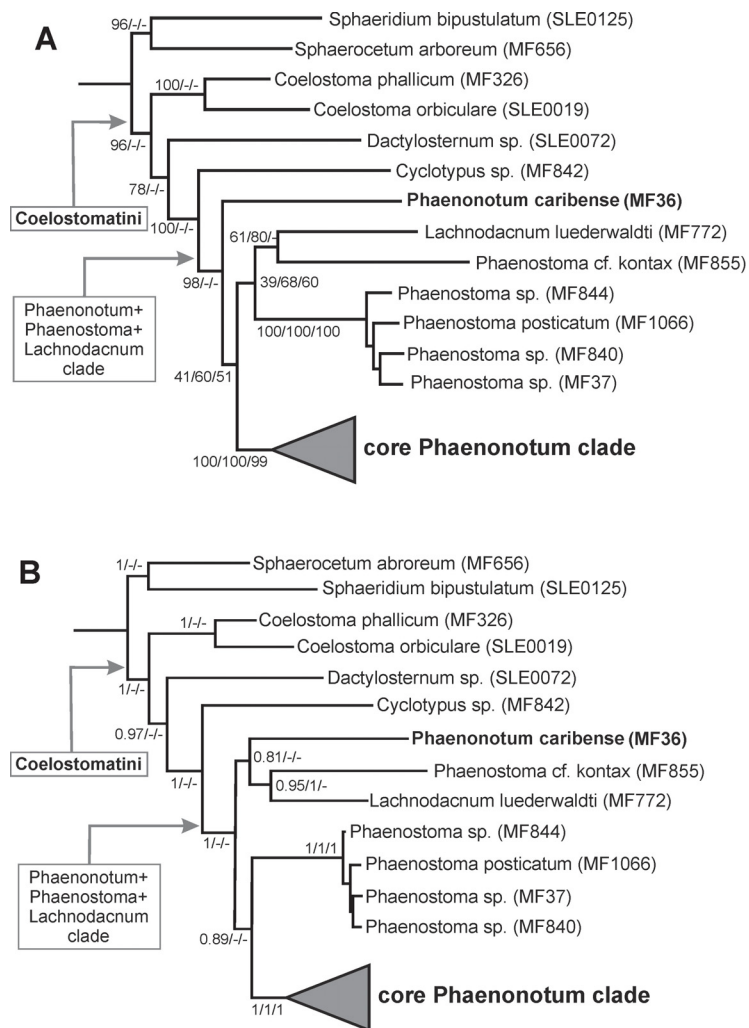 A
96/-/-
Sphaeridium bipustulatum (SLE0125)
Sphaerocetum arboreum (MF656)
100/-/-
Coelostoma phallicum (MF326)
Coelostoma orbiculare (SLE0019)
96/-/-
Dactylosternum sp. (SLE0072)
78/-/-
Cyclotypus sp. (MF842)
Coelostomatini
100/-/-
Phaenonotum caribense (MF36)
61/80/-
Lachnodacnum luederwaldti (MF772)
Phaenostoma cf. kontax (MF855)
98/-/-
39/68/60
Phaenostoma sp. (MF844)
Phaenonotum+
Phaenostoma+
Lachnodacnum
clade
100/100/100
Phaenostoma posticatum (MF1066)
Phaenostoma sp. (MF840)
41/60/51
Phaenostoma sp. (MF37)
core Phaenonotum clade
100/100/99
B
1/-/-
Sphaerocetum abroreum (MF656)
Sphaeridium bipustulatum (SLE0125)
1/-/-
Coelostoma phallicum (MF326)
Coelostoma orbiculare (SLE0019)
1/-/-
Dactylosternum sp. (SLE0072)
0.97/-/-
Cyclotypus sp. (MF842)
Coelostomatini
Phaenonotum caribense (MF36)
0.81/-/-
1/-/-
Phaenostoma cf. kontax (MF855)
0.95/1/-
Lachnodacnum luederwaldti (MF772)
1/-/-
Phaenostoma sp. (MF844)
1/1/1
Phaenostoma posticatum (MF1066)
Phaenonotum+
Phaenostoma+
Lachnodacnum
clade
Phaenostoma sp. (MF37)
Phaenostoma sp. (MF840)
0.89/-/-
core Phaenonotum clade
1/1/1